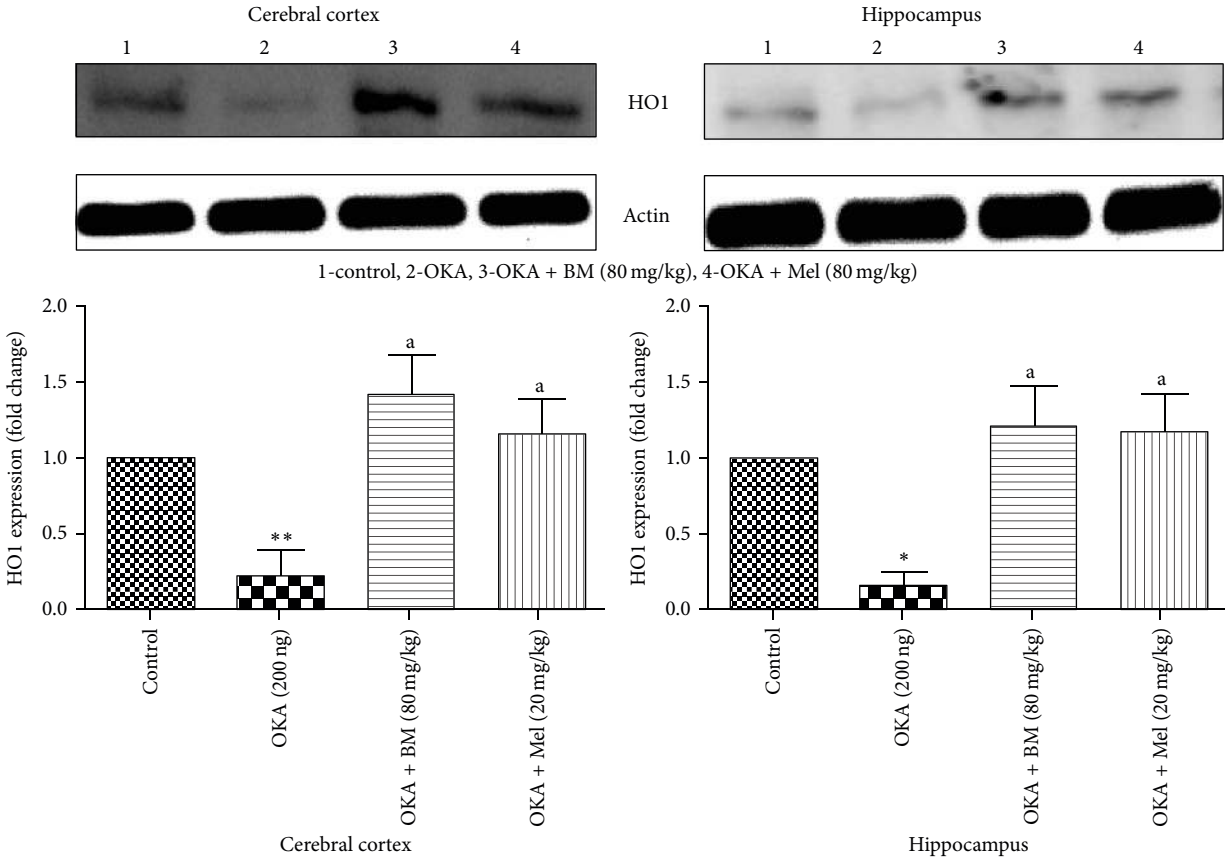 Cerebral cortex
Hippocampus
1 2 3 4
1 2 3 4
HO1
Actin
1-control, 2-OKA, 3-OKA + BM (80 mg/kg), 4-OKA + Mel (80 mg/kg)
HO1 expression (fold change)
2.0
1.5
1.0
0.5
0.0
**
a
a
Control
OKA (200 ng)
OKA + BM (80 mg/kg)
OKA + Mel (20 mg/kg)
Cerebral cortex
HO1 expression (fold change)
2.0
1.5
1.0
0.5
0.0
*
a
a
Control
OKA (200 ng)
OKA + BM (80 mg/kg)
OKA + Mel (20 mg/kg)
Hippocampus